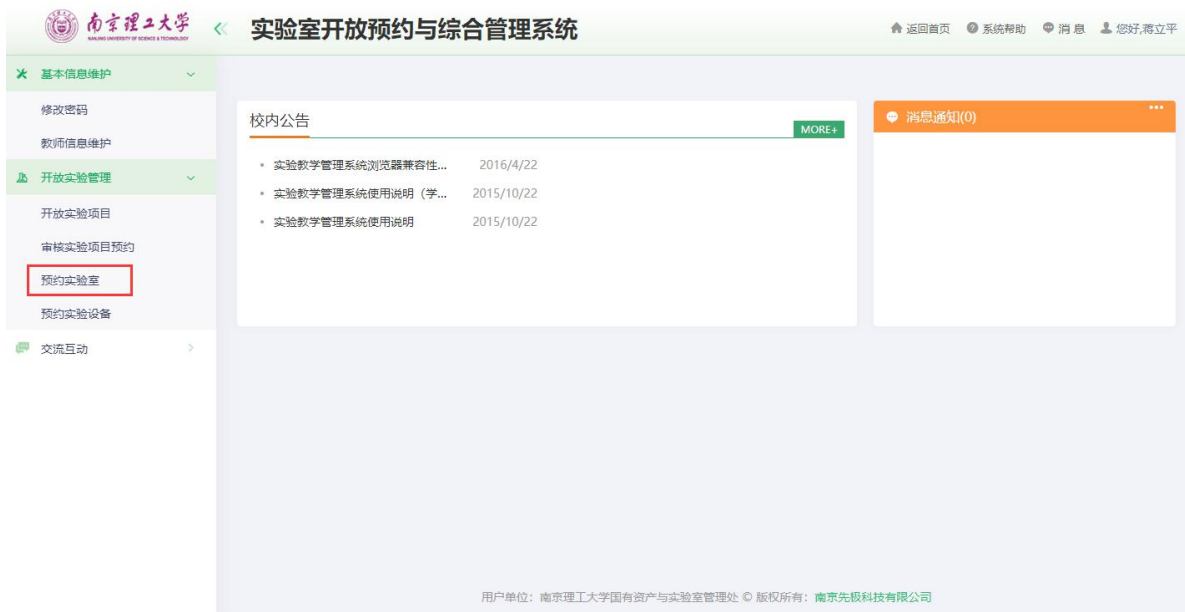 南京理工大学
NANJING UNIVERSITY OF SCIENCE & TECHNOLOGY
实验室开放预约与综合管理系统
返回首页 系统帮助 消息 您好,蒋立平
基本信息维护
修改密码
教师信息维护
开放实验管理
开放实验项目
审核实验项目预约
预约实验室
预约实验设备
交流互动
校内公告
MORE+
实验教学管理系统浏览器兼容性... 2016/4/22
实验教学管理系统使用说明（学... 2015/10/22
实验教学管理系统使用说明 2015/10/22
消息通知(0)
用户单位：南京理工大学国有资产与实验室管理处 © 版权所有：南京先极科技有限公司